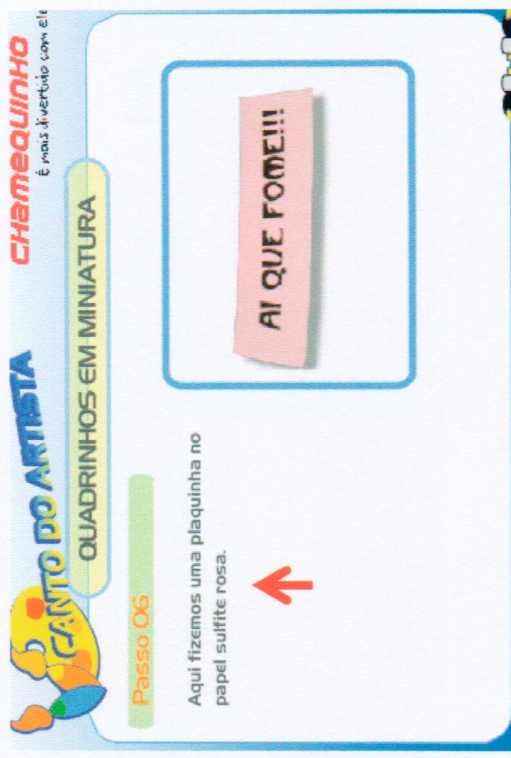 CANTO DO ARTISTA
CHAMEQUINHO
É mais divertido com ele
QUADRINHOS EM MINIATURA
Passo 06
Aqui fizemos uma plaquinha no
papel sulfite rosa.
AI QUE FOME!!!